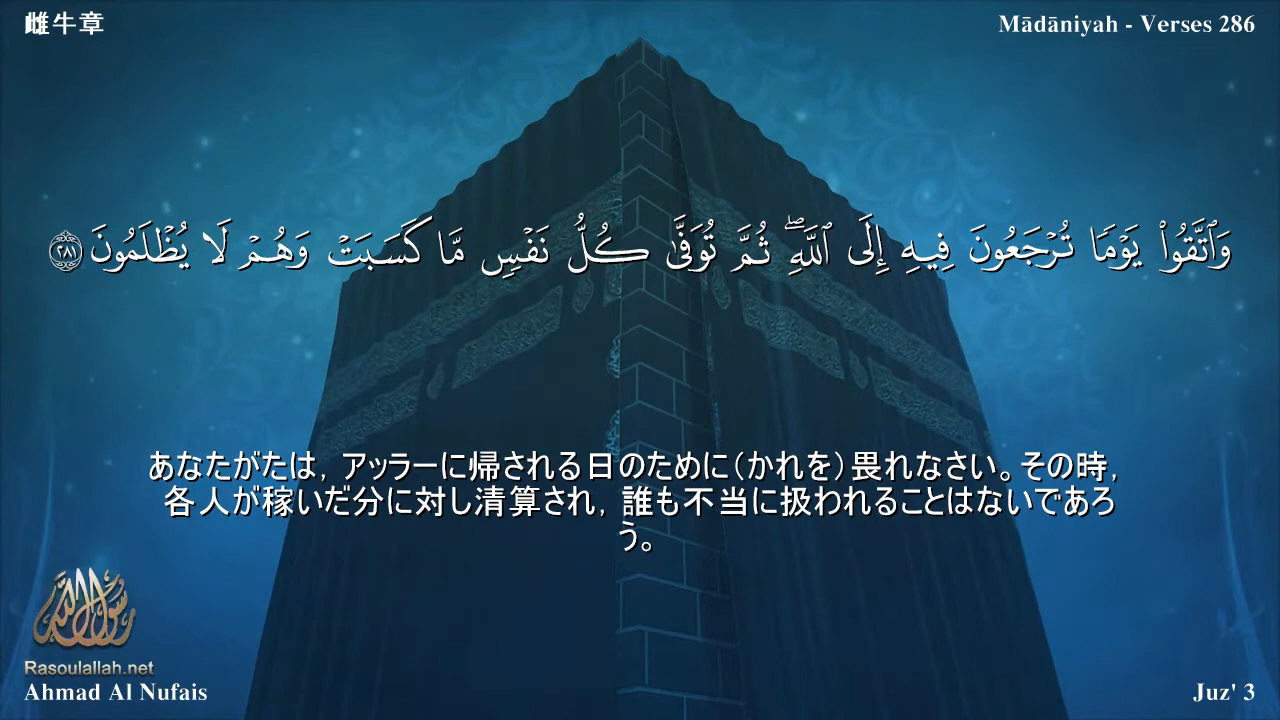 雌牛章
Mādāniyah - Verses 286
وَٱتَّقُوا۟ يَوْمًا تُرْجَعُونَ فِيهِ إِلَى ٱللَّهِ ۖ ثُمَّ تُوَفَّىٰ كُلُّ نَفْسٍ مَّا كَسَبَتْ وَهُمْ لَا يُظْلَمُونَ ٢٨١
あなたがたは，アッラーに帰される日のために（かれを）畏れなさい。その時，
各人が稼いだ分に対し清算され，誰も不当に扱われることはないであろ
う。
رسول الله
Rasoulallah.net
Ahmad Al Nufais
Juz' 3